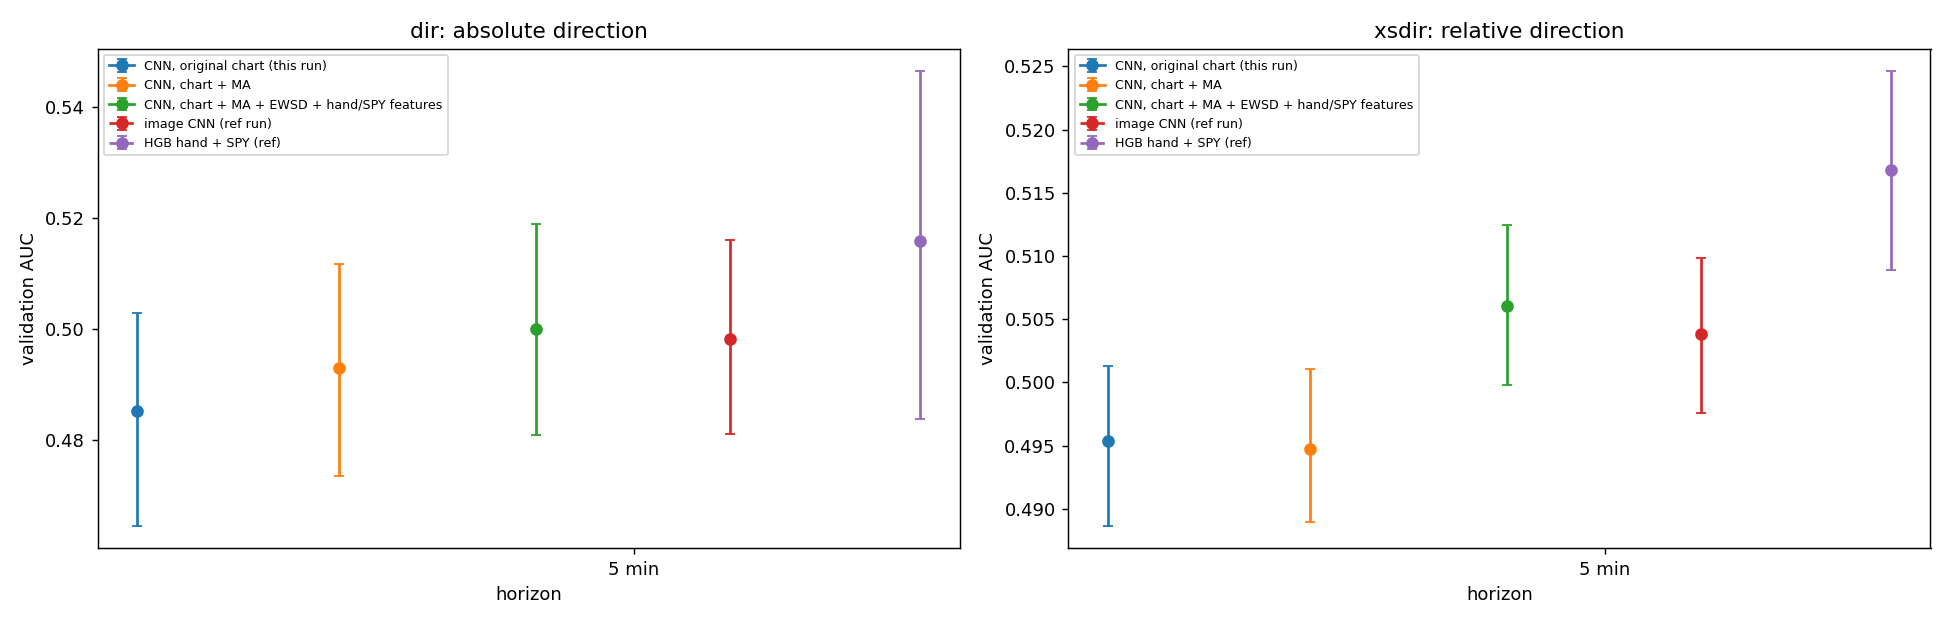 dir: absolute direction
CNN, original chart (this run)
CNN, chart + MA
CNN, chart + MA + EWSD + hand/SPY features
image CNN (ref run)
HGB hand + SPY (ref)
0.54
0.52
0.50
0.48
validation AUC
5 min
horizon
xsdir: relative direction
CNN, original chart (this run)
CNN, chart + MA
CNN, chart + MA + EWSD + hand/SPY features
image CNN (ref run)
HGB hand + SPY (ref)
0.525
0.520
0.515
0.510
0.505
0.500
0.495
0.490
validation AUC
5 min
horizon